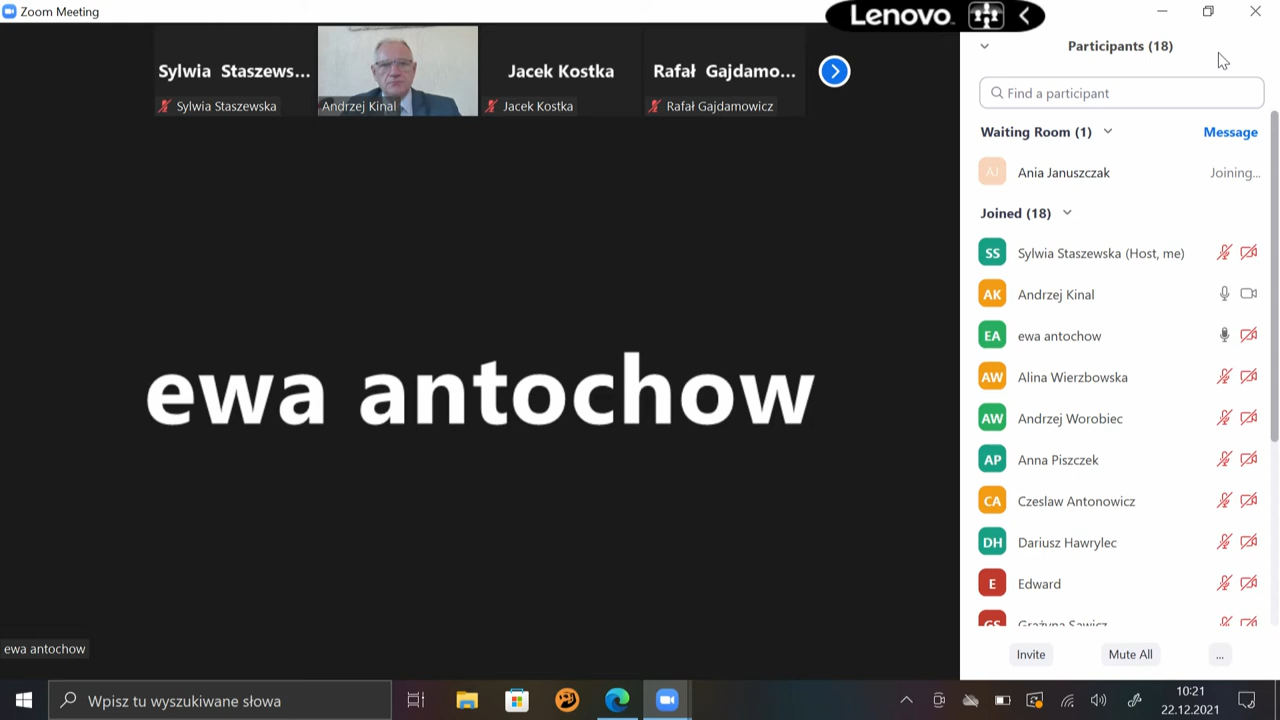 Zoom Meeting
Lenovo
Sylwia Staszews...
Sylwia Staszewska
Andrzej Kinal
Jacek Kostka
Jacek Kostka
Rafał Gajdamo...
Rafał Gajdamowicz
ewa antochow
ewa antochow
Participants (18)
Find a participant
Waiting Room (1)
Message
AJ Ania Januszczak Joining...
Joined (18)
SS Sylwia Staszewska (Host, me)
AK Andrzej Kinal
EA ewa antochow
AW Alina Wierzbowska
AW Andrzej Worobiec
AP Anna Piszczek
CA Czeslaw Antonowicz
DH Dariusz Hawrylec
E Edward
GS Grażyna Sawicz
Invite Mute All ...
Wpisz tu wyszukiwane słowa
10:21
22.12.2021